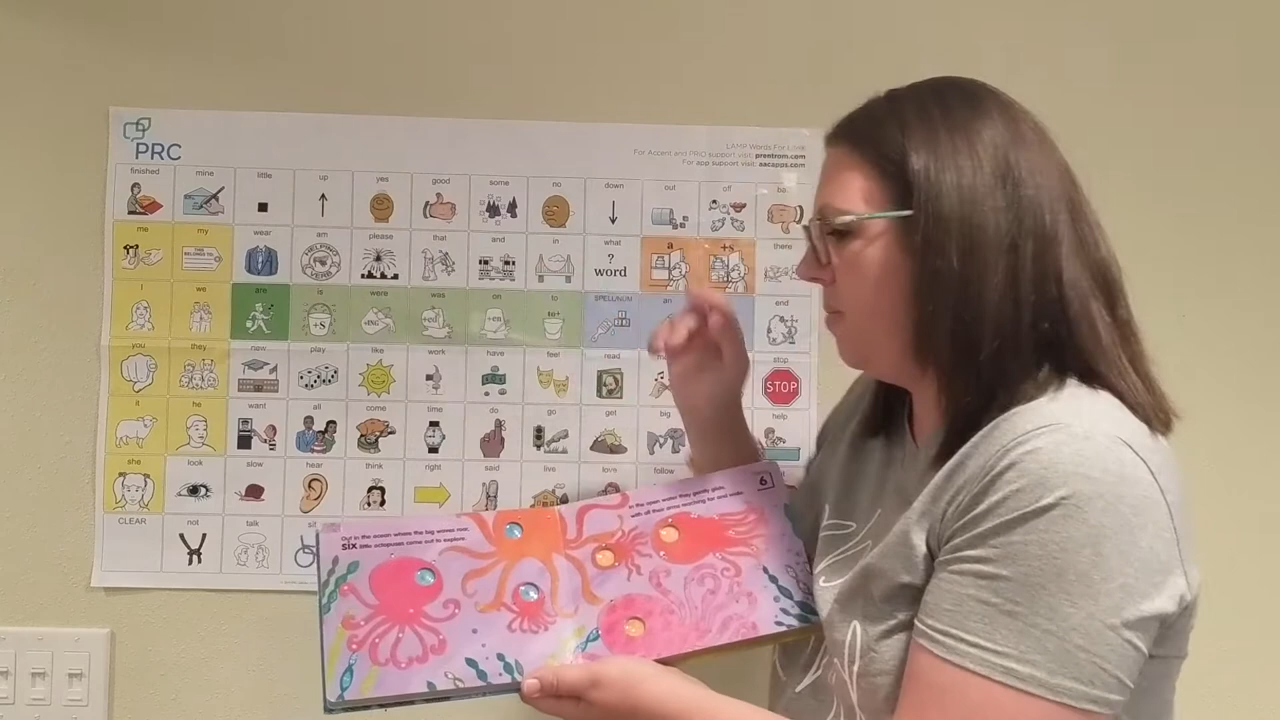 PRC
LAMP Words For Life
For Accent and PRiO support visit: prentrom.com
For app support visit: aacapps.com
finished mine little up yes good some no down out off
me my wear am please that and in what a +s there
HELPING VERB
THIS BELONGS TO:
? word
I we are is were was on to SPELL/NUM an end
+S +ING +ed +en to+
you they new play like work have feel read stop
STOP
it he want all come time do go get big help
she look slow hear think right said live love follow
CLEAR not talk sit
6
Out in the ocean where the big waves roar,
SIX little octopuses come out to explore.
In the open water they gently glide,
with all their arms reaching far and wide.